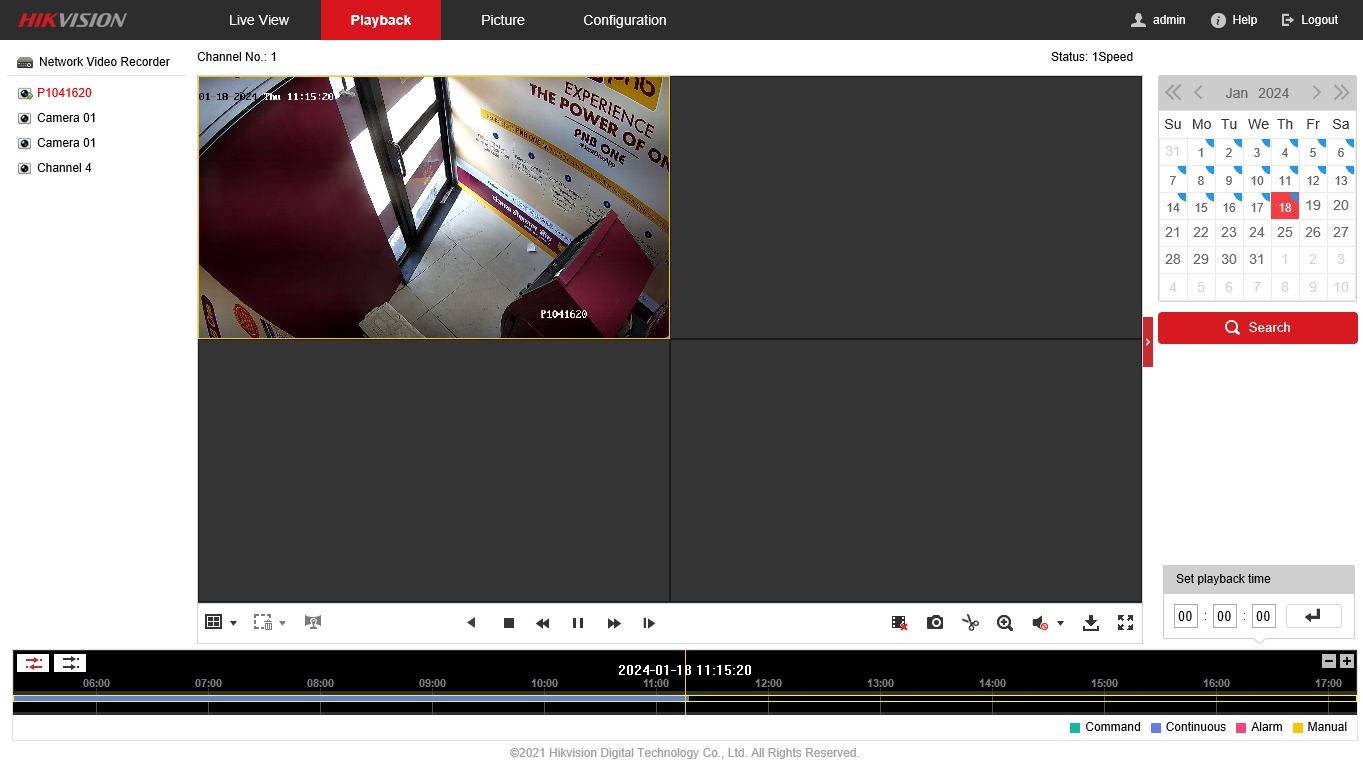 HIKVISION
Live View
Playback
Picture
Configuration
admin
Help
Logout
Network Video Recorder
P1041620
Camera 01
Camera 01
Channel 4
Channel No.: 1
Status: 1Speed
01-18-2024 Thu 11:15:20
pnb
EXPERIENCE
THE POWER OF ON
PNB ONE
P1041620
Jan 2024
Su Mo Tu We Th Fr Sa
31 1 2 3 4 5 6
7 8 9 10 11 12 13
14 15 16 17 18 19 20
21 22 23 24 25 26 27
28 29 30 31 1 2 3
4 5 6 7 8 9 10
Search
Set playback time
00 : 00 : 00
2024-01-18 11:15:20
06:00 07:00 08:00 09:00 10:00 11:00 12:00 13:00 14:00 15:00 16:00 17:00
Command Continuous Alarm Manual
©2021 Hikvision Digital Technology Co., Ltd. All Rights Reserved.